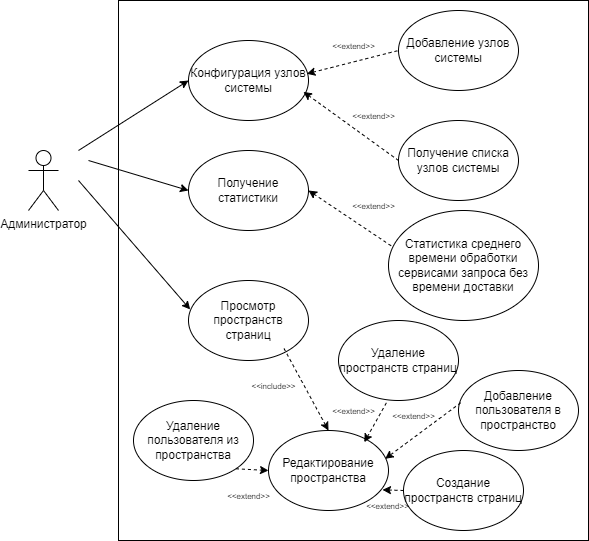 Добавление узлов
системы
<<extend>>
Конфигурация узлов
системы
<<extend>>
Получение списка
узлов системы
Получение
статистики
<<extend>>
Администратор
Статистика среднего
времени обработки
сервисами запроса без
времени доставки
Просмотр
пространств
страниц
Удаление
пространств страниц
<<include>>
Добавление
пользователя в
пространство
<<extend>>
<<extend>>
Удаление
пользователя из
пространства
Редактирование
пространства
Создание
пространств страниц
<<extend>>
<<extend>>